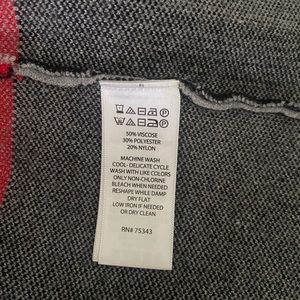 50% VISCOSE
30% POLYESTER
20% NYLON
MACHINE WASH
COOL- DELICATE CYCLE
WASH WITH LIKE COLORS
ONLY NON-CHLORINE
BLEACH WHEN NEEDED
RESHAPE WHILE DAMP
DRY FLAT
LOW IRON IF NEEDED
OR DRY CLEAN
RN# 75343